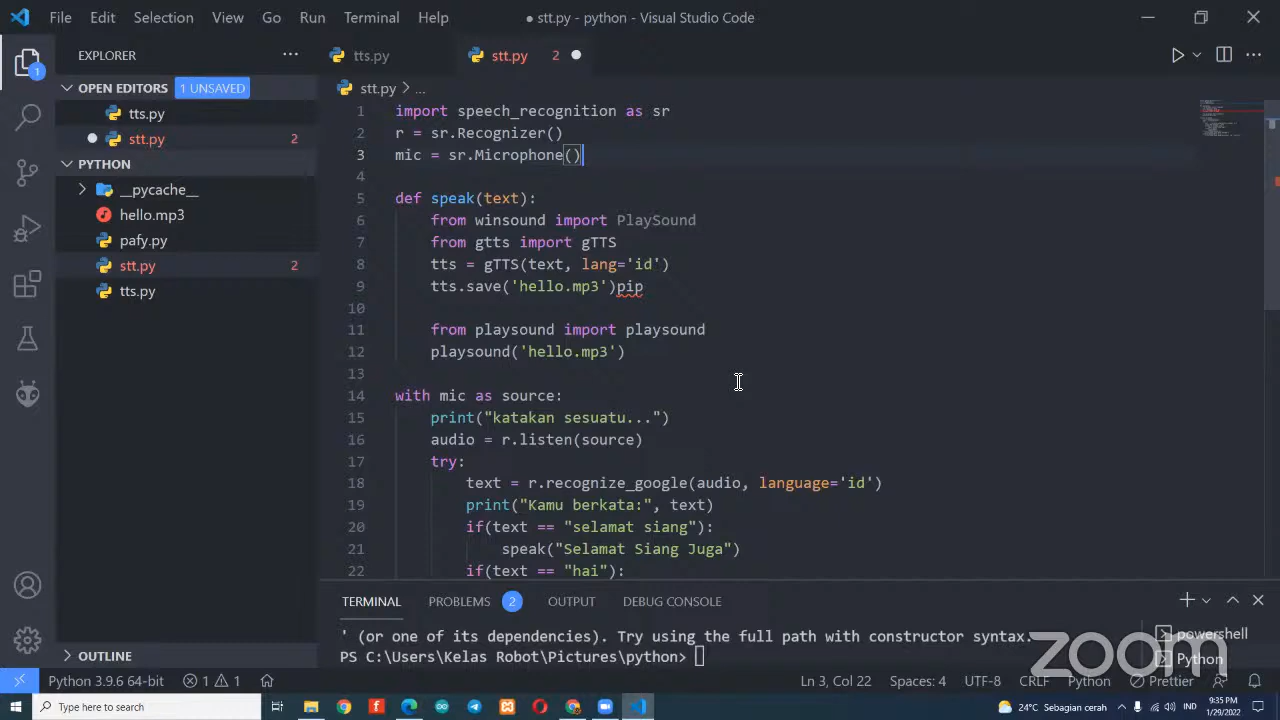 File Edit Selection View Go Run Terminal Help
● stt.py - python - Visual Studio Code
EXPLORER
OPEN EDITORS 1 UNSAVED
tts.py
stt.py 2
PYTHON
__pycache__
hello.mp3
pafy.py
stt.py 2
tts.py
OUTLINE
tts.py stt.py 2
stt.py > ...
1 import speech_recognition as sr
2 r = sr.Recognizer()
3 mic = sr.Microphone()
4
5 def speak(text):
6 from winsound import PlaySound
7 from gtts import gTTS
8 tts = gTTS(text, lang='id')
9 tts.save('hello.mp3')pip
10
11 from playsound import playsound
12 playsound('hello.mp3')
13
14 with mic as source:
15 print("katakan sesuatu...")
16 audio = r.listen(source)
17 try:
18 text = r.recognize_google(audio, language='id')
19 print("Kamu berkata:", text)
20 if(text == "selamat siang"):
21 speak("Selamat Siang Juga")
22 if(text == "hai"):
TERMINAL PROBLEMS 2 OUTPUT DEBUG CONSOLE
' (or one of its dependencies). Try using the full path with constructor syntax.
PS C:\Users\Kelas Robot\Pictures\python>
powershell
Python
zoom
Python 3.9.6 64-bit 1 1 Ln 3, Col 22 Spaces: 4 UTF-8 CRLF Python Prettier
Type here to search
24°C Sebagian cerah IND 9:35 PM
1/29/2022
1